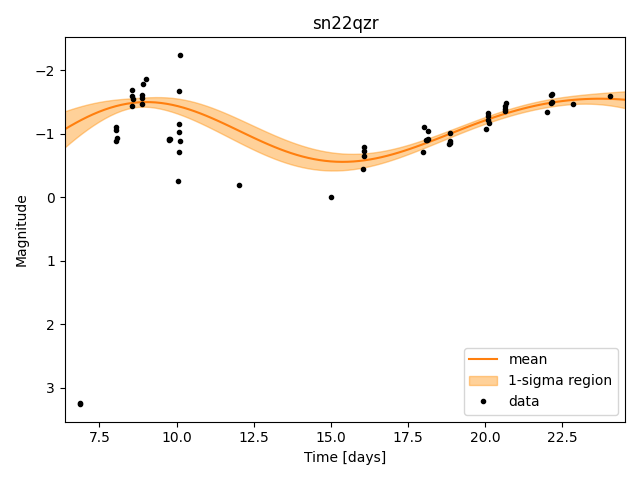 sn22qzr
Magnitude
−2
−1
0
1
2
3
7.5 10.0 12.5 15.0 17.5 20.0 22.5
Time [days]
mean
1-sigma region
data